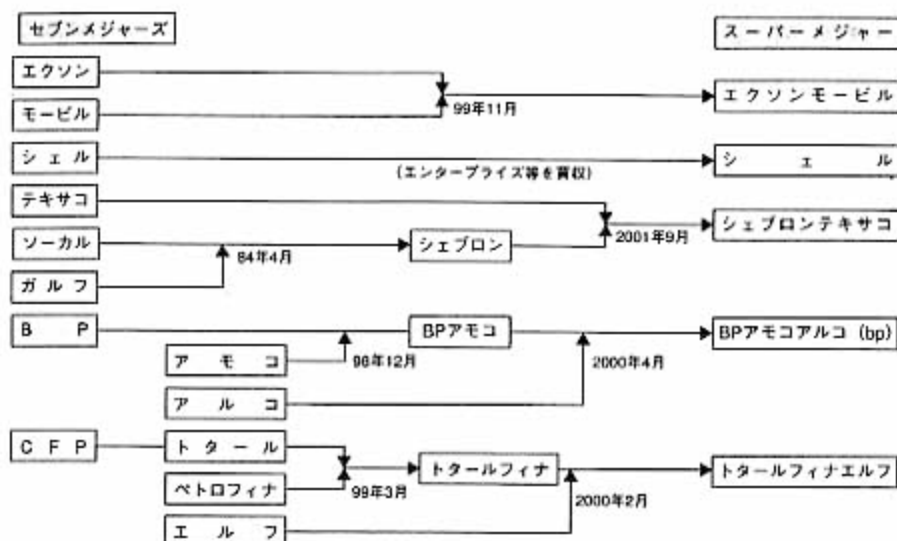 セブンメジャーズ
スーパーメジャー
エクソン
モービル
99年11月
エクソンモービル
シェル
(エンタープライズ等を買収)
シェル
テキサコ
ソーカル
84年4月
シェブロン
2001年9月
シェブロンテキサコ
ガルフ
BP
BPアモコ
BPアモコアルコ (bp)
アモコ
98年12月
2000年4月
アルコ
CFP
トタール
トタールフィナ
トタールフィナエルフ
ペトロフィナ
99年3月
2000年2月
エルフ